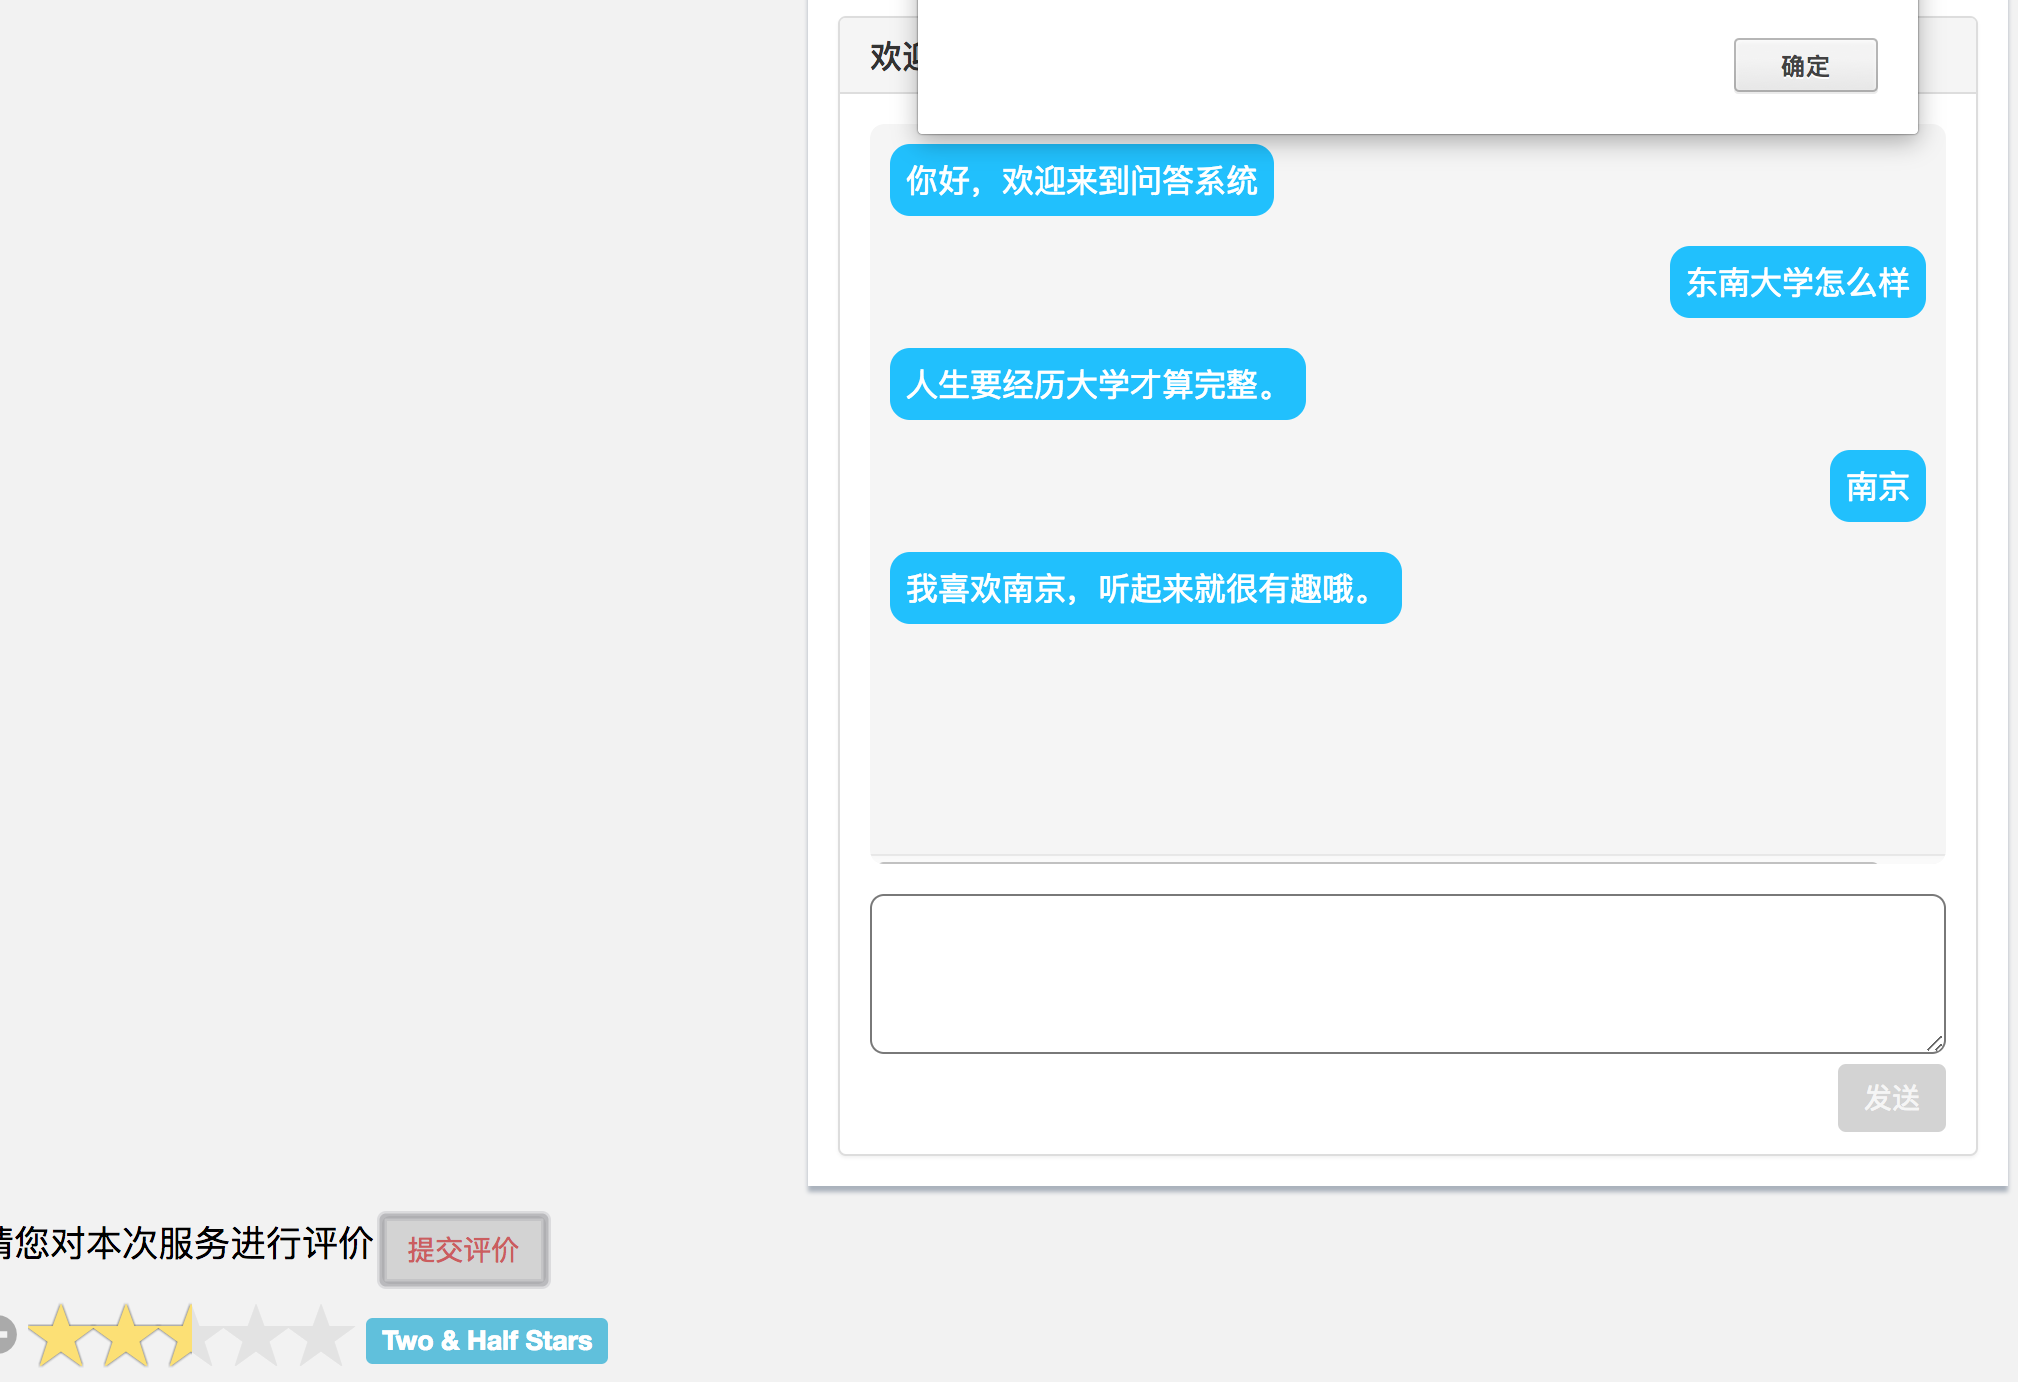 欢迎
确定
你好，欢迎来到问答系统
东南大学怎么样
人生要经历大学才算完整。
南京
我喜欢南京，听起来就很有趣哦。
发送
请您对本次服务进行评价
提交评价
Two & Half Stars